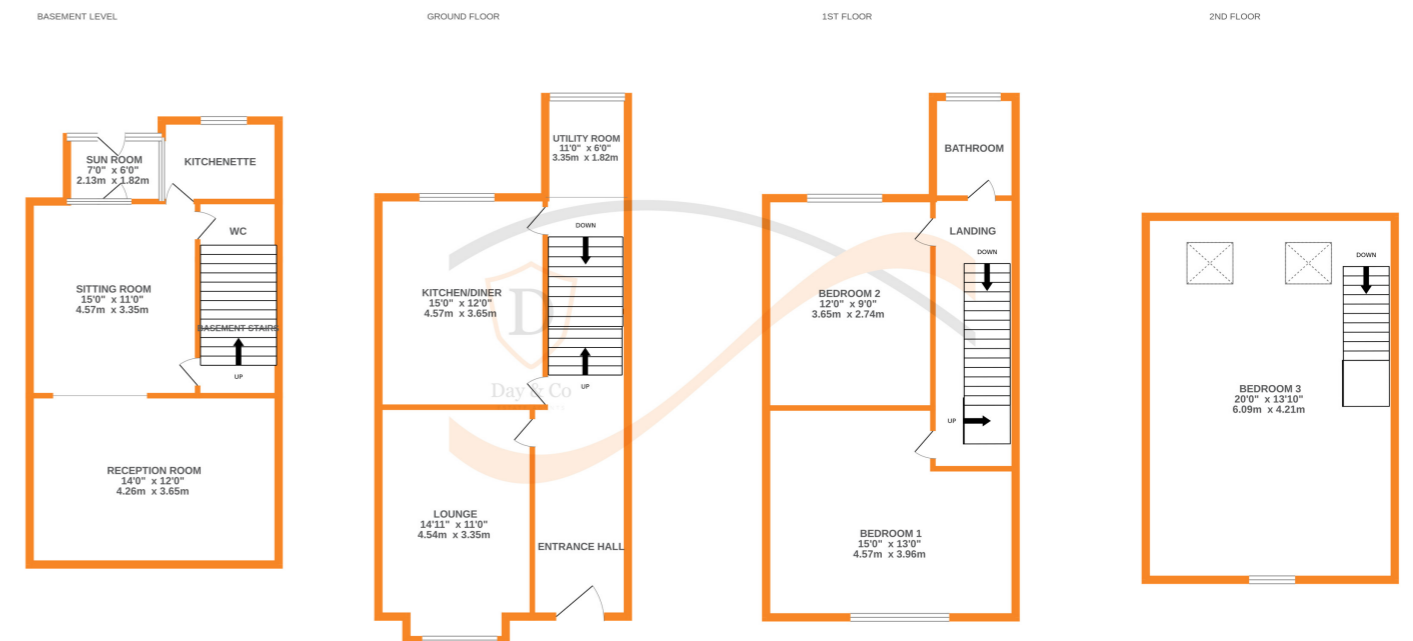 BASEMENT LEVEL
SUN ROOM
7'0" x 6'0"
2.13m x 1.82m
KITCHENETTE
WC
SITTING ROOM
15'0" x 11'0"
4.57m x 3.35m
BASEMENT STAIRS
UP
RECEPTION ROOM
14'0" x 12'0"
4.26m x 3.65m
GROUND FLOOR
UTILITY ROOM
11'0" x 6'0"
3.35m x 1.82m
DOWN
KITCHEN/DINER
15'0" x 12'0"
4.57m x 3.65m
D
Day & Co
UP
LOUNGE
14'11" x 11'0"
4.54m x 3.35m
ENTRANCE HALL
1ST FLOOR
BATHROOM
LANDING
DOWN
BEDROOM 2
12'0" x 9'0"
3.65m x 2.74m
UP
BEDROOM 1
15'0" x 13'0"
4.57m x 3.96m
2ND FLOOR
DOWN
BEDROOM 3
20'0" x 13'10"
6.09m x 4.21m